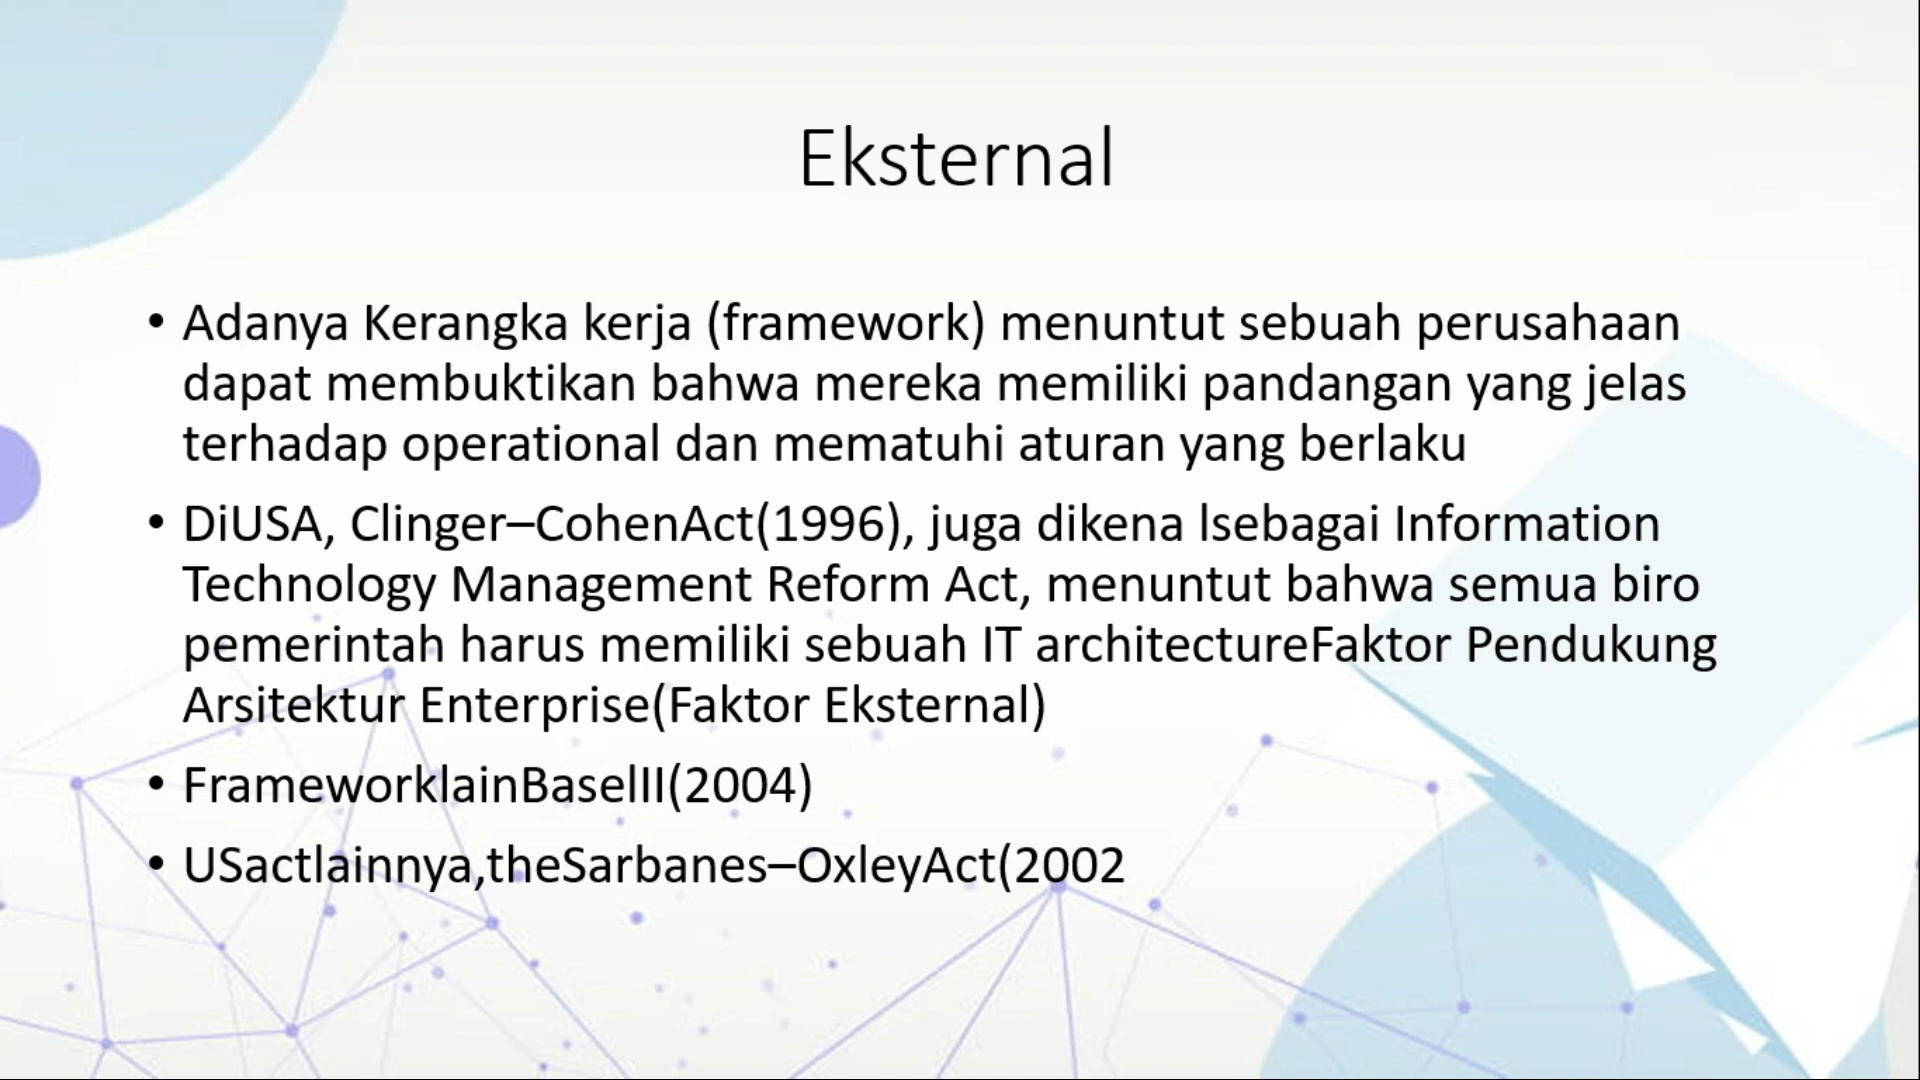 Eksternal
• Adanya Kerangka kerja (framework) menuntut sebuah perusahaan
dapat membuktikan bahwa mereka memiliki pandangan yang jelas
terhadap operational dan mematuhi aturan yang berlaku
• DiUSA, Clinger–CohenAct(1996), juga dikena lsebagai Information
Technology Management Reform Act, menuntut bahwa semua biro
pemerintah harus memiliki sebuah IT architectureFaktor Pendukung
Arsitektur Enterprise(Faktor Eksternal)
• FrameworklainBaselII(2004)
• USactlainnya,theSarbanes–OxleyAct(2002